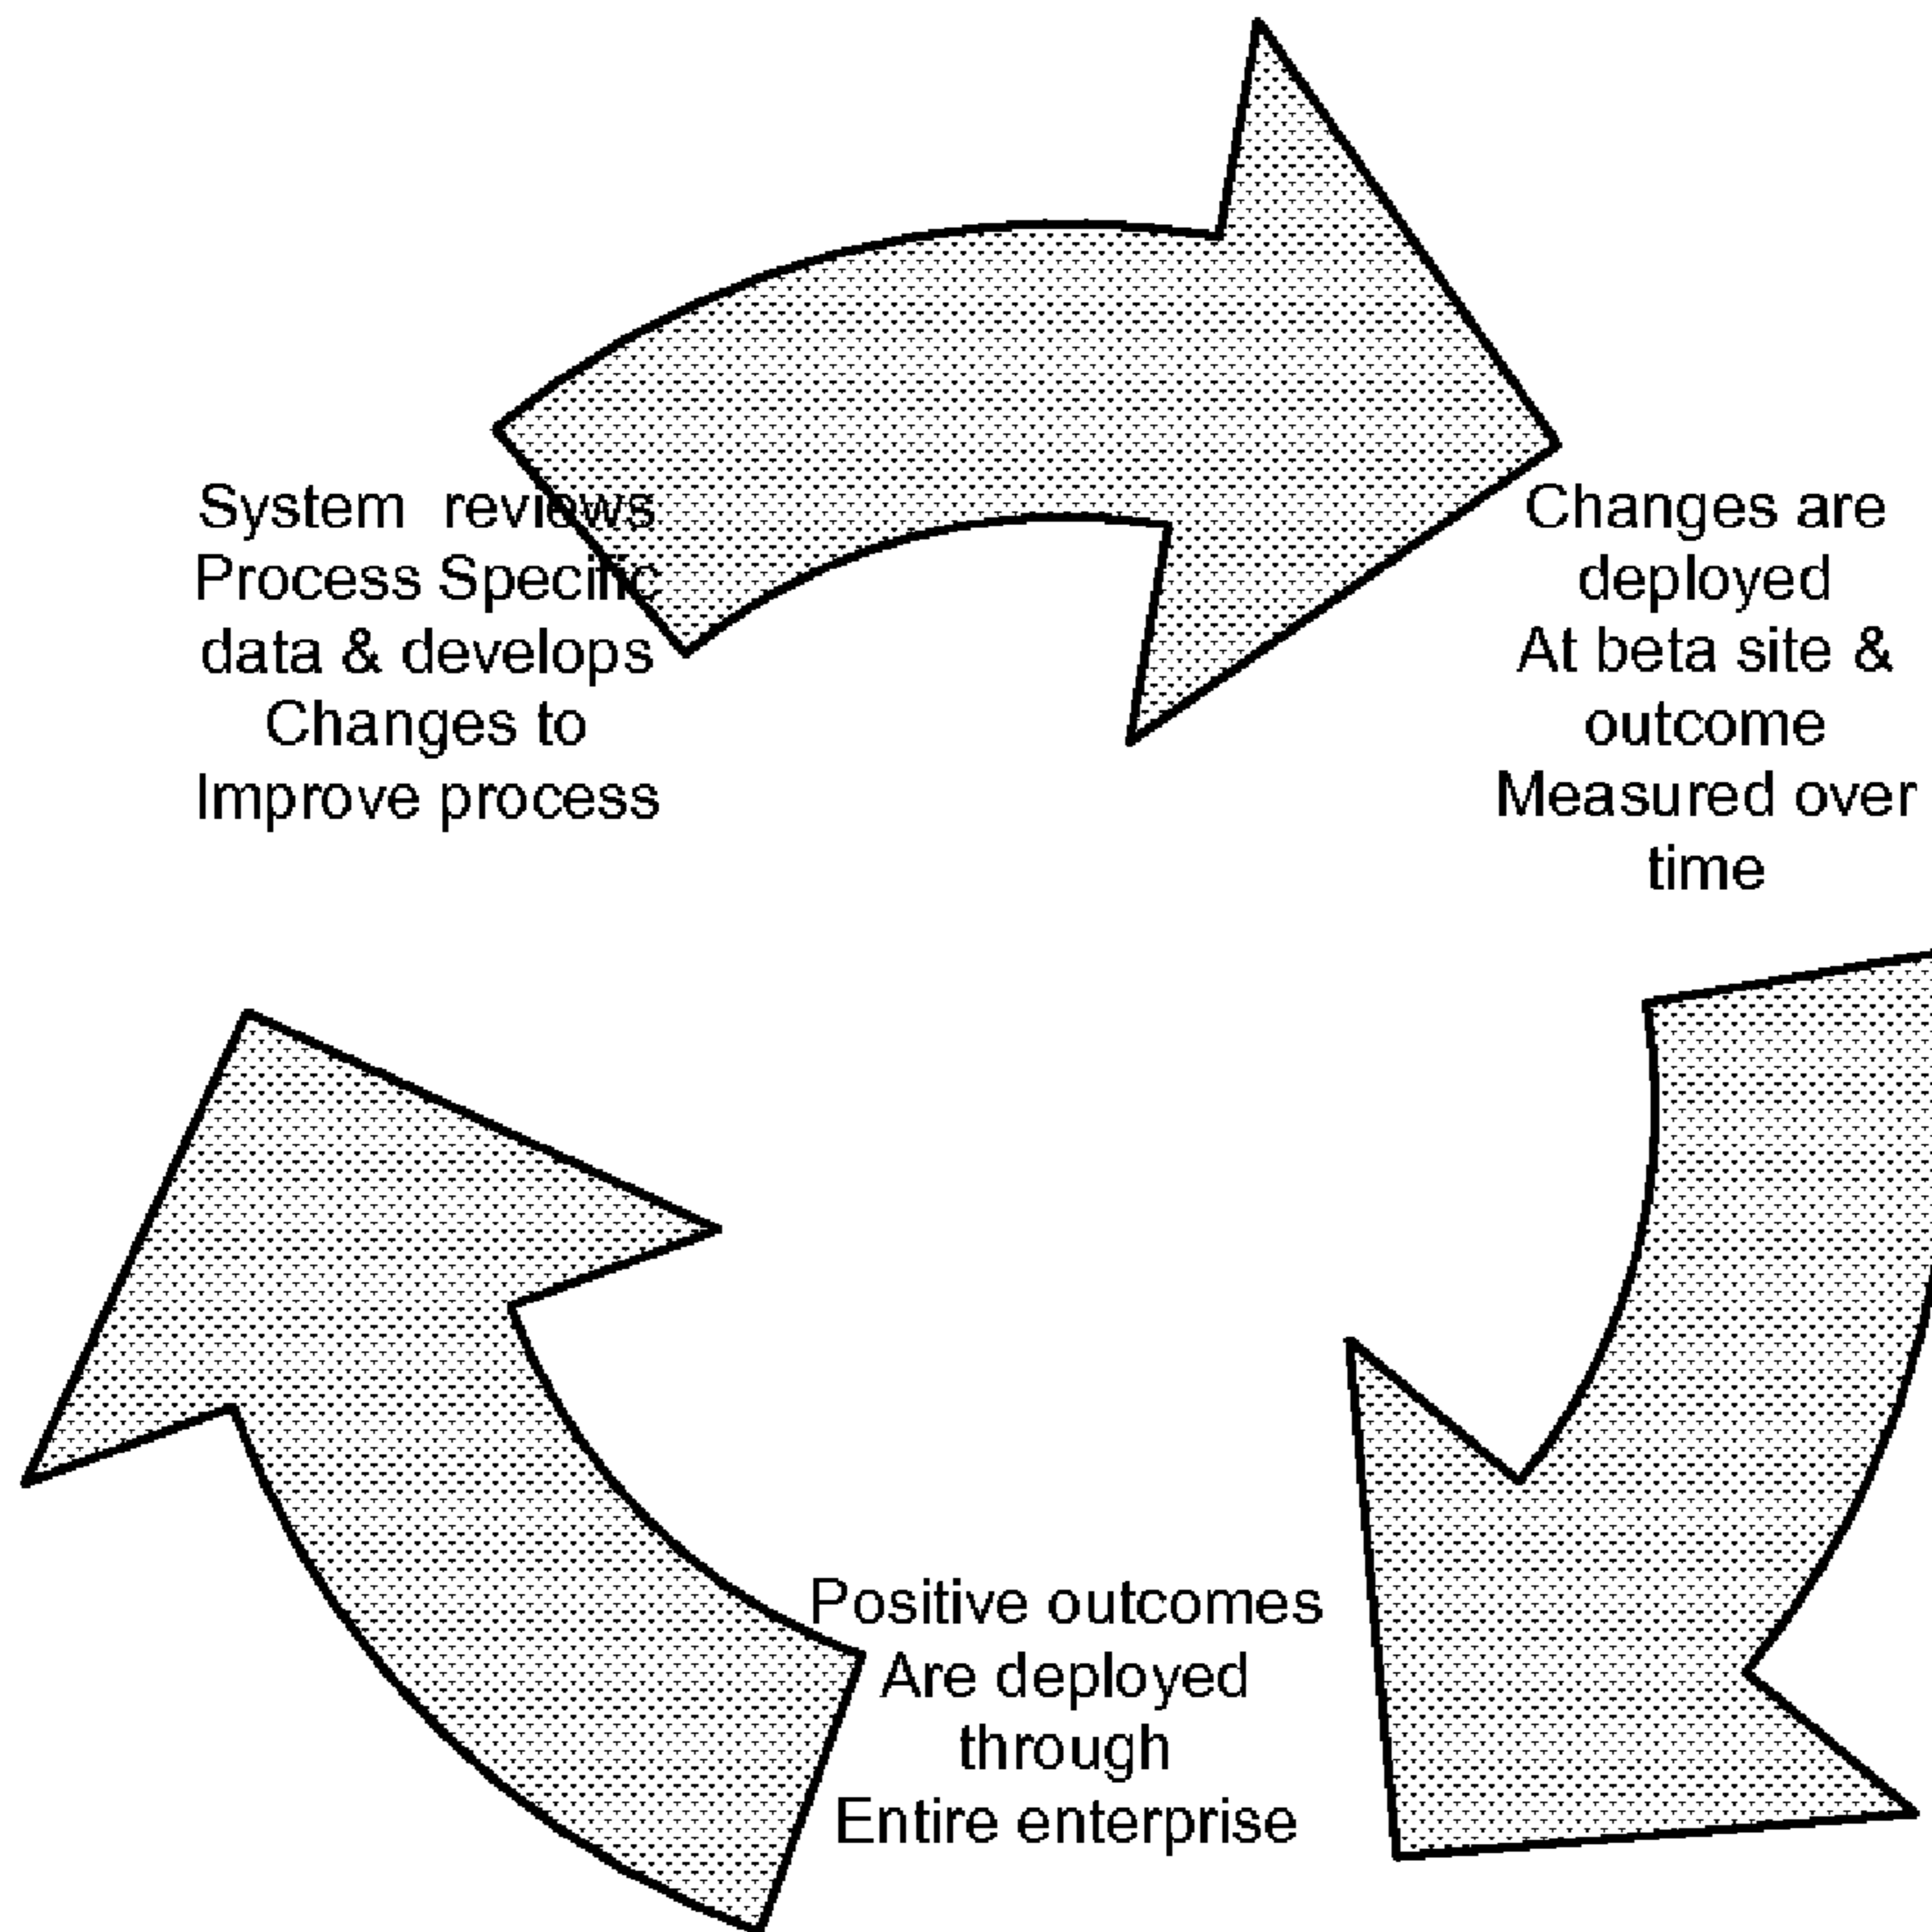 System  reviews
Process Specific
data & develops
Changes to
Improve process
Changes are
deployed
At beta site &
outcome
Measured over
time
Positive outcomes
Are deployed
through
Entire enterprise